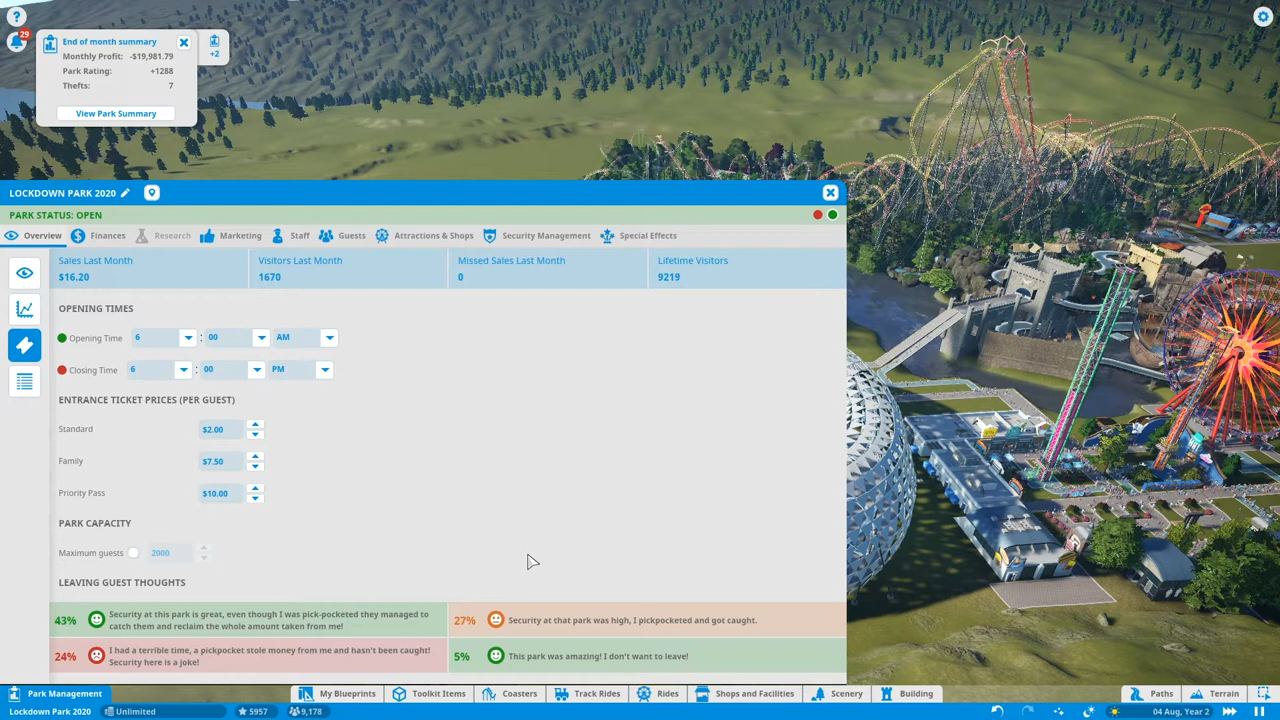 ?
29
End of month summary
Monthly Profit: -$19,981.79
Park Rating: +1288
Thefts: 7
View Park Summary
+2
LOCKDOWN PARK 2020
PARK STATUS: OPEN
Overview Finances Research Marketing Staff Guests Attractions & Shops Security Management Special Effects
Sales Last Month Visitors Last Month Missed Sales Last Month Lifetime Visitors
$16.20 1670 0 9219
OPENING TIMES
Opening Time 6 : 00 AM
Closing Time 6 : 00 PM
ENTRANCE TICKET PRICES (PER GUEST)
Standard $2.00
Family $7.50
Priority Pass $10.00
PARK CAPACITY
Maximum guests 2000
LEAVING GUEST THOUGHTS
43% Security at this park is great, even though I was pick-pocketed they managed to
catch them and reclaim the whole amount taken from me!
27% Security at that park was high, I pickpocketed and got caught.
24% I had a terrible time, a pickpocket stole money from me and hasn't been caught!
Security here is a joke!
5% This park was amazing! I don't want to leave!
Park Management My Blueprints Toolkit Items Coasters Track Rides Rides Shops and Facilities Scenery Building Paths Terrain
Lockdown Park 2020 Unlimited 5957 9,178 04 Aug, Year 2